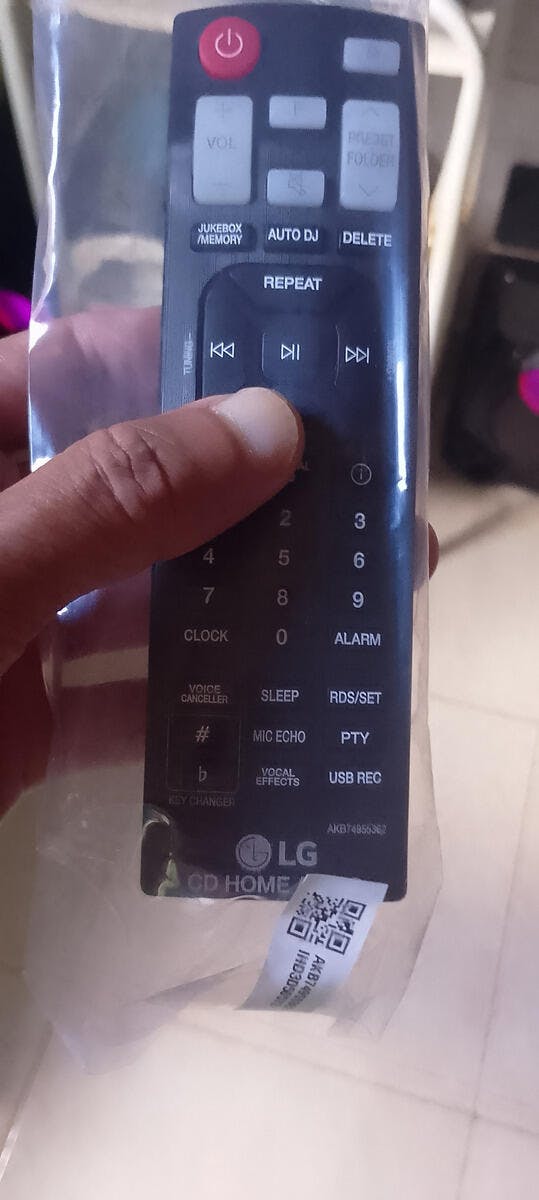 VOL
PRESET
FOLDER
JUKEBOX
/MEMORY
AUTO DJ
DELETE
REPEAT
TUNING-
2 3
4 5 6
7 8 9
CLOCK 0 ALARM
VOICE
CANCELLER
SLEEP
RDS/SET
#
MIC ECHO
PTY
♭
VOCAL
EFFECTS
USB REC
KEY CHANGER
AKB74955362
LG
CD HOME